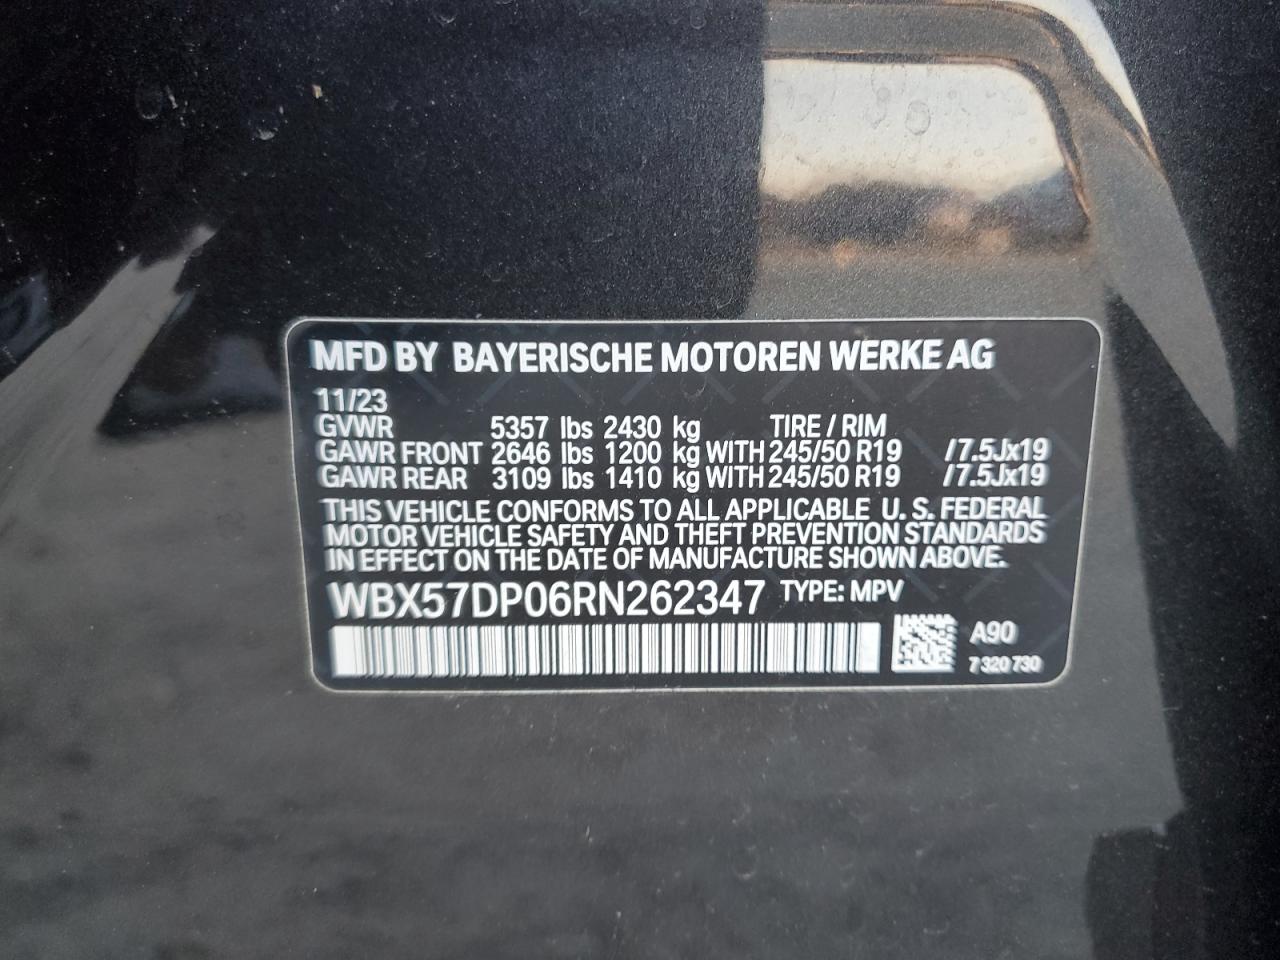 MFD BY BAYERISCHE MOTOREN WERKE AG
11/23
GVWR 5357 lbs 2430 kg TIRE / RIM
GAWR FRONT 2646 lbs 1200 kg WITH 245/50 R19 /7.5Jx19
GAWR REAR 3109 lbs 1410 kg WITH 245/50 R19 /7.5Jx19
THIS VEHICLE CONFORMS TO ALL APPLICABLE U. S. FEDERAL
MOTOR VEHICLE SAFETY AND THEFT PREVENTION STANDARDS
IN EFFECT ON THE DATE OF MANUFACTURE SHOWN ABOVE.
WBX57DP06RN262347 TYPE: MPV
A90
7 320 730